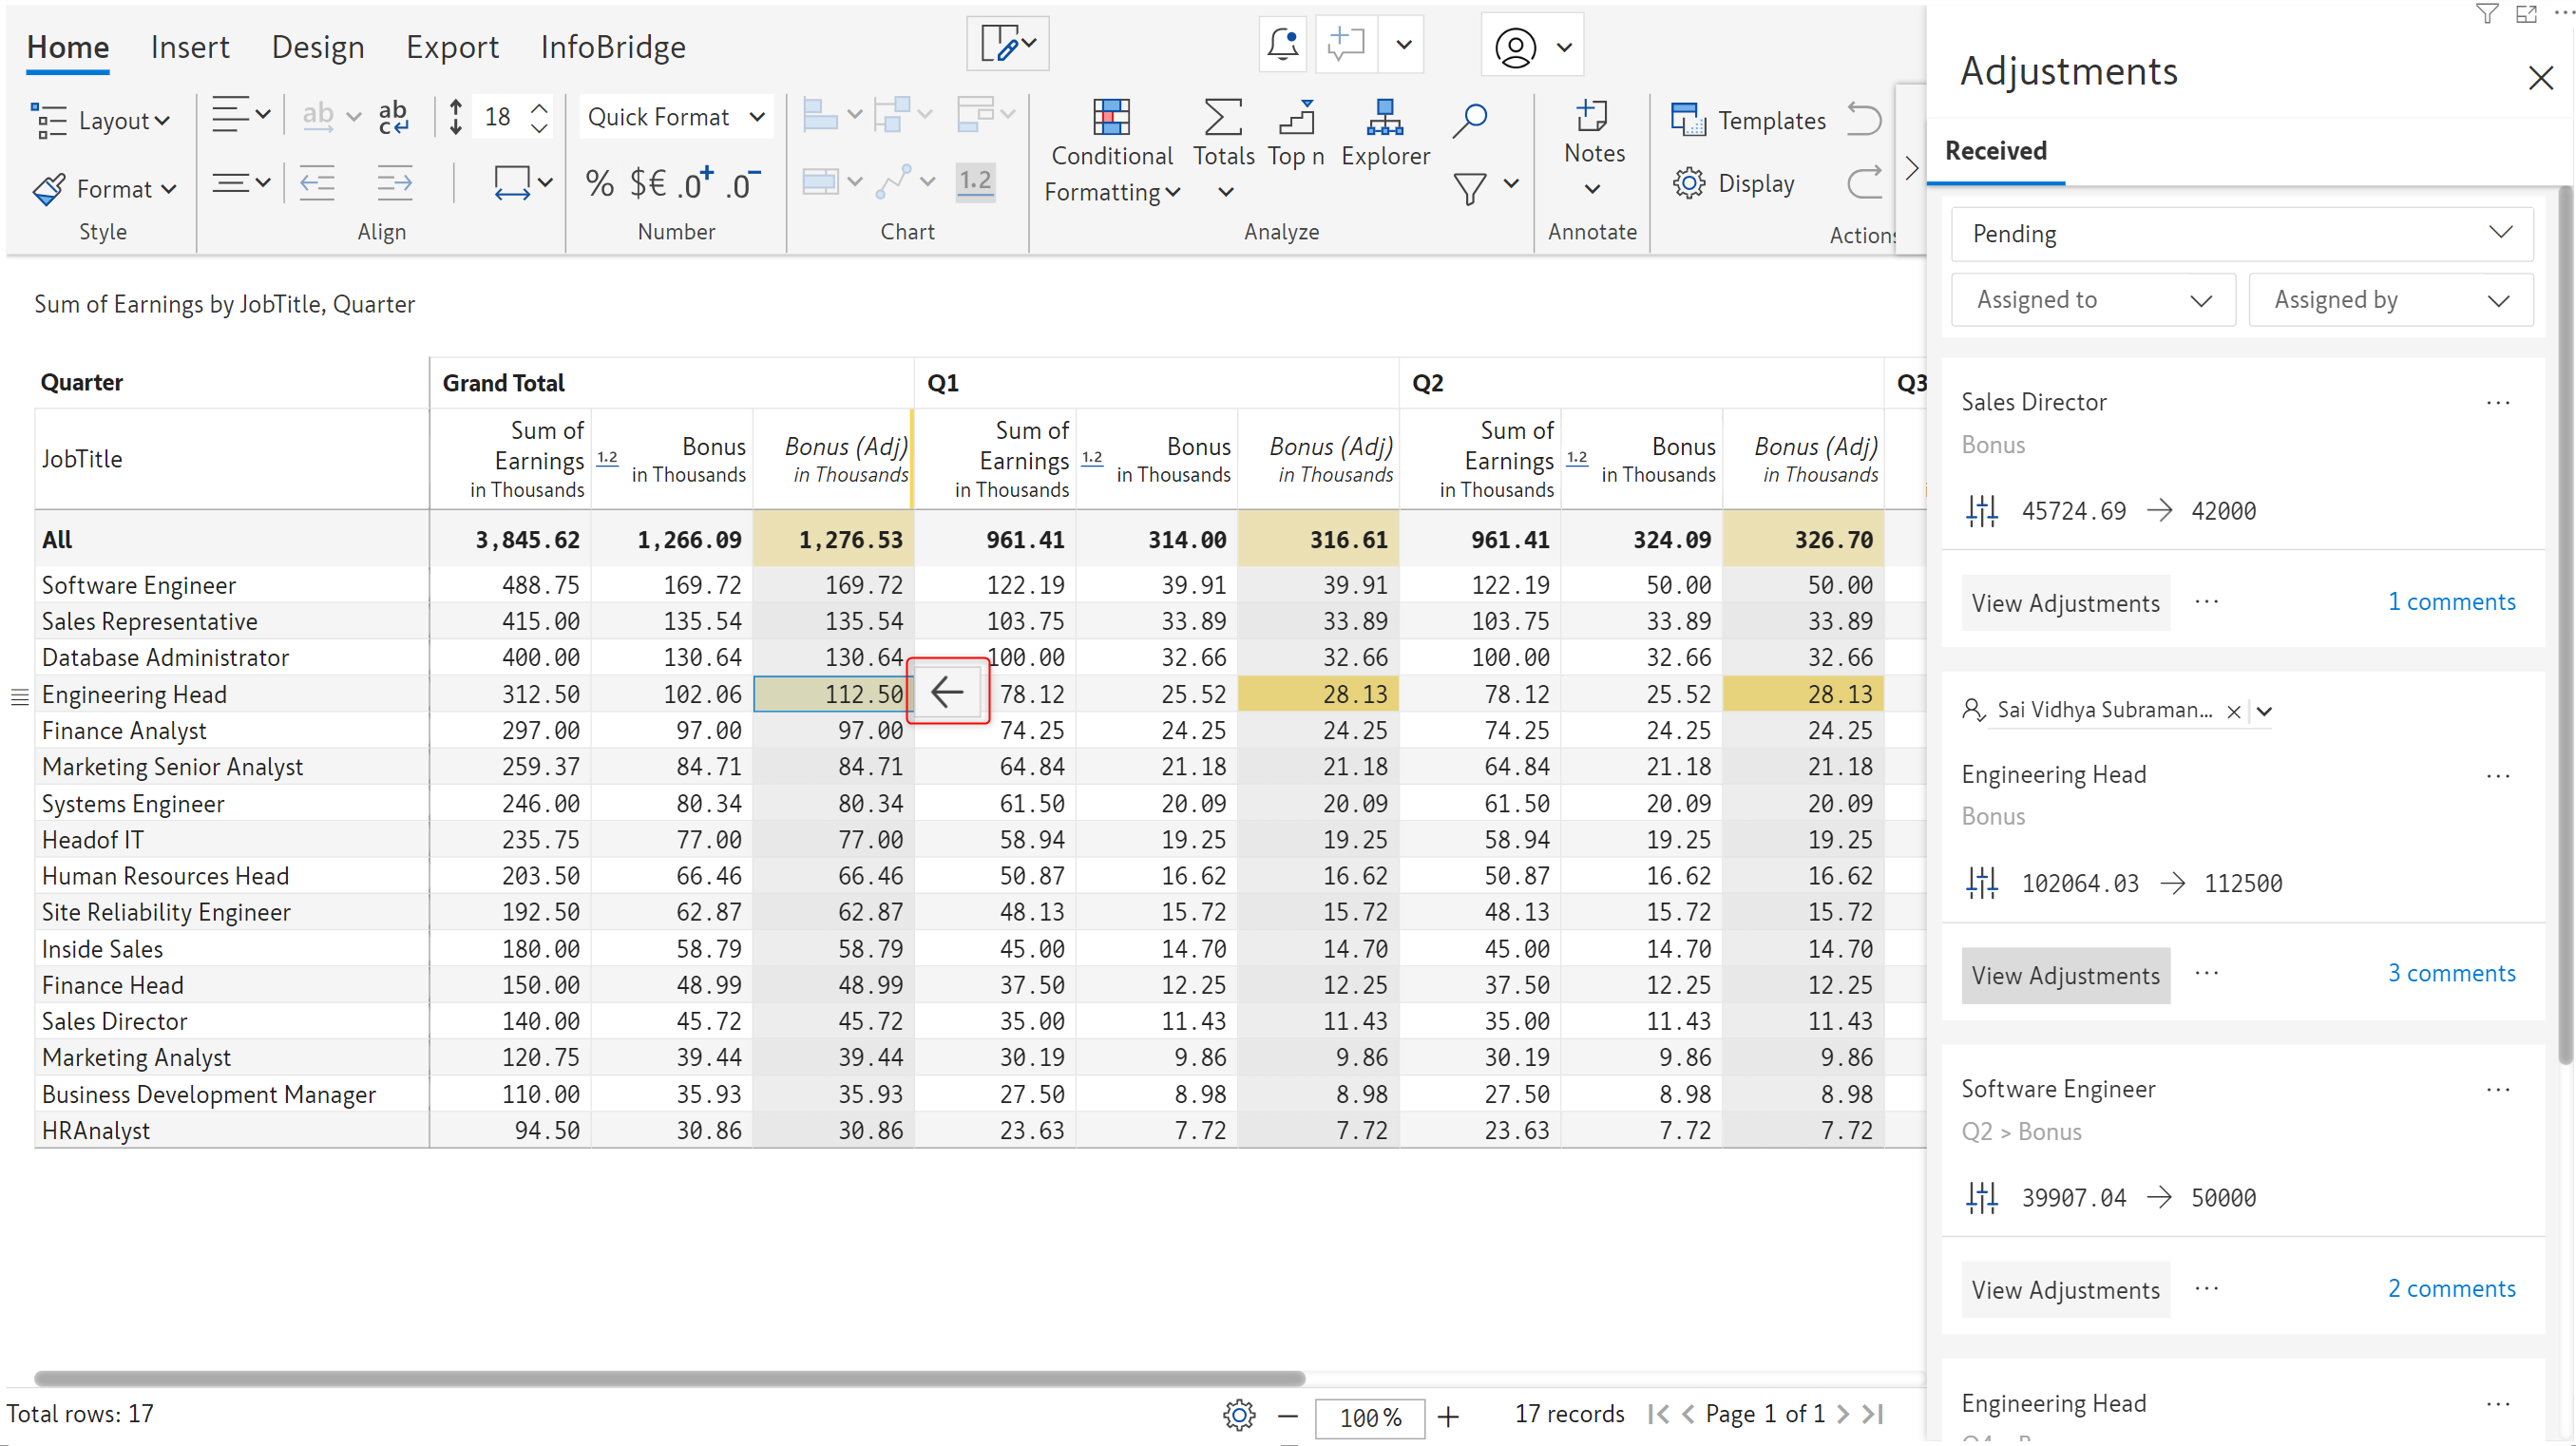 Home Insert Design Export InfoBridge
Layout ab ab c 18 Quick Format
Format % $€ .0+ .0- 1.2
Conditional Formatting Totals Top n Explorer
Notes Templates
Display
Style Align Number Chart Analyze Annotate Actions
Sum of Earnings by JobTitle, Quarter
Quarter Grand Total Q1 Q2 Q3
JobTitle Sum of Earnings in Thousands 1.2 Bonus in Thousands Bonus (Adj) in Thousands Sum of Earnings in Thousands 1.2 Bonus in Thousands Bonus (Adj) in Thousands Sum of Earnings in Thousands 1.2 Bonus in Thousands Bonus (Adj) in Thousands
All 3,845.62 1,266.09 1,276.53 961.41 314.00 316.61 961.41 324.09 326.70
Software Engineer 488.75 169.72 169.72 122.19 39.91 39.91 122.19 50.00 50.00
Sales Representative 415.00 135.54 135.54 103.75 33.89 33.89 103.75 33.89 33.89
Database Administrator 400.00 130.64 130.64 100.00 32.66 32.66 100.00 32.66 32.66
Engineering Head 312.50 102.06 112.50 78.12 25.52 28.13 78.12 25.52 28.13
Finance Analyst 297.00 97.00 97.00 74.25 24.25 24.25 74.25 24.25 24.25
Marketing Senior Analyst 259.37 84.71 84.71 64.84 21.18 21.18 64.84 21.18 21.18
Systems Engineer 246.00 80.34 80.34 61.50 20.09 20.09 61.50 20.09 20.09
Headof IT 235.75 77.00 77.00 58.94 19.25 19.25 58.94 19.25 19.25
Human Resources Head 203.50 66.46 66.46 50.87 16.62 16.62 50.87 16.62 16.62
Site Reliability Engineer 192.50 62.87 62.87 48.13 15.72 15.72 48.13 15.72 15.72
Inside Sales 180.00 58.79 58.79 45.00 14.70 14.70 45.00 14.70 14.70
Finance Head 150.00 48.99 48.99 37.50 12.25 12.25 37.50 12.25 12.25
Sales Director 140.00 45.72 45.72 35.00 11.43 11.43 35.00 11.43 11.43
Marketing Analyst 120.75 39.44 39.44 30.19 9.86 9.86 30.19 9.86 9.86
Business Development Manager 110.00 35.93 35.93 27.50 8.98 8.98 27.50 8.98 8.98
HRAnalyst 94.50 30.86 30.86 23.63 7.72 7.72 23.63 7.72 7.72
Total rows: 17 100 % 17 records Page 1 of 1
Adjustments
Received
Pending
Assigned to Assigned by
Sales Director
Bonus
45724.69 → 42000
View Adjustments ... 1 comments
Sai Vidhya Subraman...
Engineering Head
Bonus
102064.03 → 112500
View Adjustments ... 3 comments
Software Engineer
Q2 > Bonus
39907.04 → 50000
View Adjustments ... 2 comments
Engineering Head